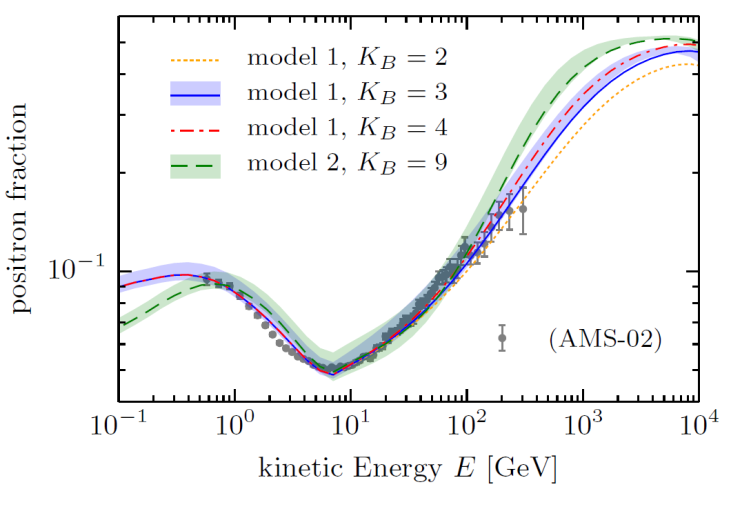 model 1, K_B = 2
model 1, K_B = 3
model 1, K_B = 4
model 2, K_B = 9
positron fraction
10^{-1}
(AMS-02)
10^{-1} 10^0 10^1 10^2 10^3 10^4
kinetic Energy E [GeV]